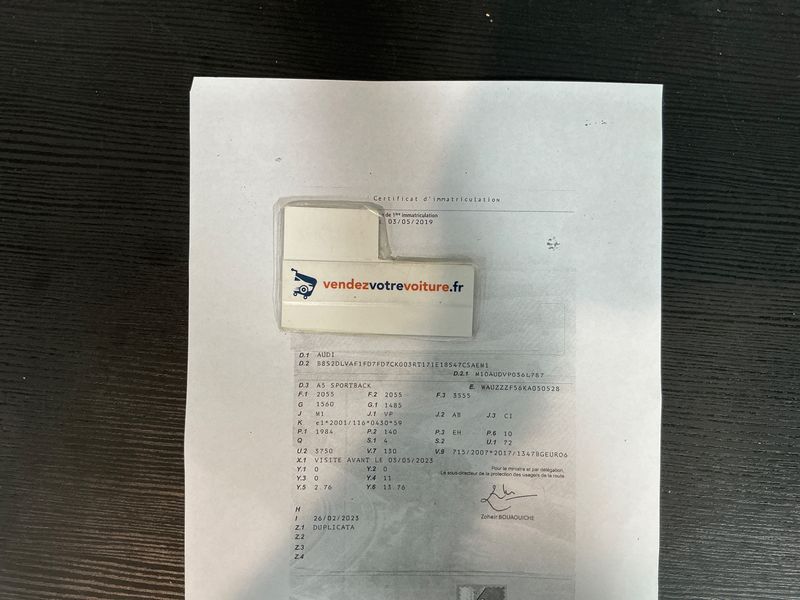 Certificat d'immatriculation
de 1ère immatriculation
03/05/2019
vendezvotrevoiture.fr
D.1 AUDI
D.2 B8S2DLVAF1FD7FD7CKG03RT171E18547CSAEM1
D.2.1 M10AUDVP036L787
D.3 A5 SPORTBACK E. WAUZZZF56KA050528
F.1 2055 F.2 2055 F.3 3555
G 1560 G.1 1485
J M1 J.1 VP J.2 AB J.3 CI
K e1*2001/116*0430*59
P.1 1984 P.2 140 P.3 EH P.6 10
Q S.1 4 S.2 U.1 72
U.2 3750 V.7 130 V.9 715/2007*2017/1347BGEURO6
X.1 VISITE AVANT LE 03/05/2023
Y.1 0 Y.2 0
Y.3 0 Y.4 11
Y.5 2.76 Y.6 13.76
Pour le ministre et par délégation,
Le sous-directeur de la protection des usagers de la route
Zoheir BOUAOUICHE
H
I 26/02/2023
Z.1 DUPLICATA
Z.2
Z.3
Z.4